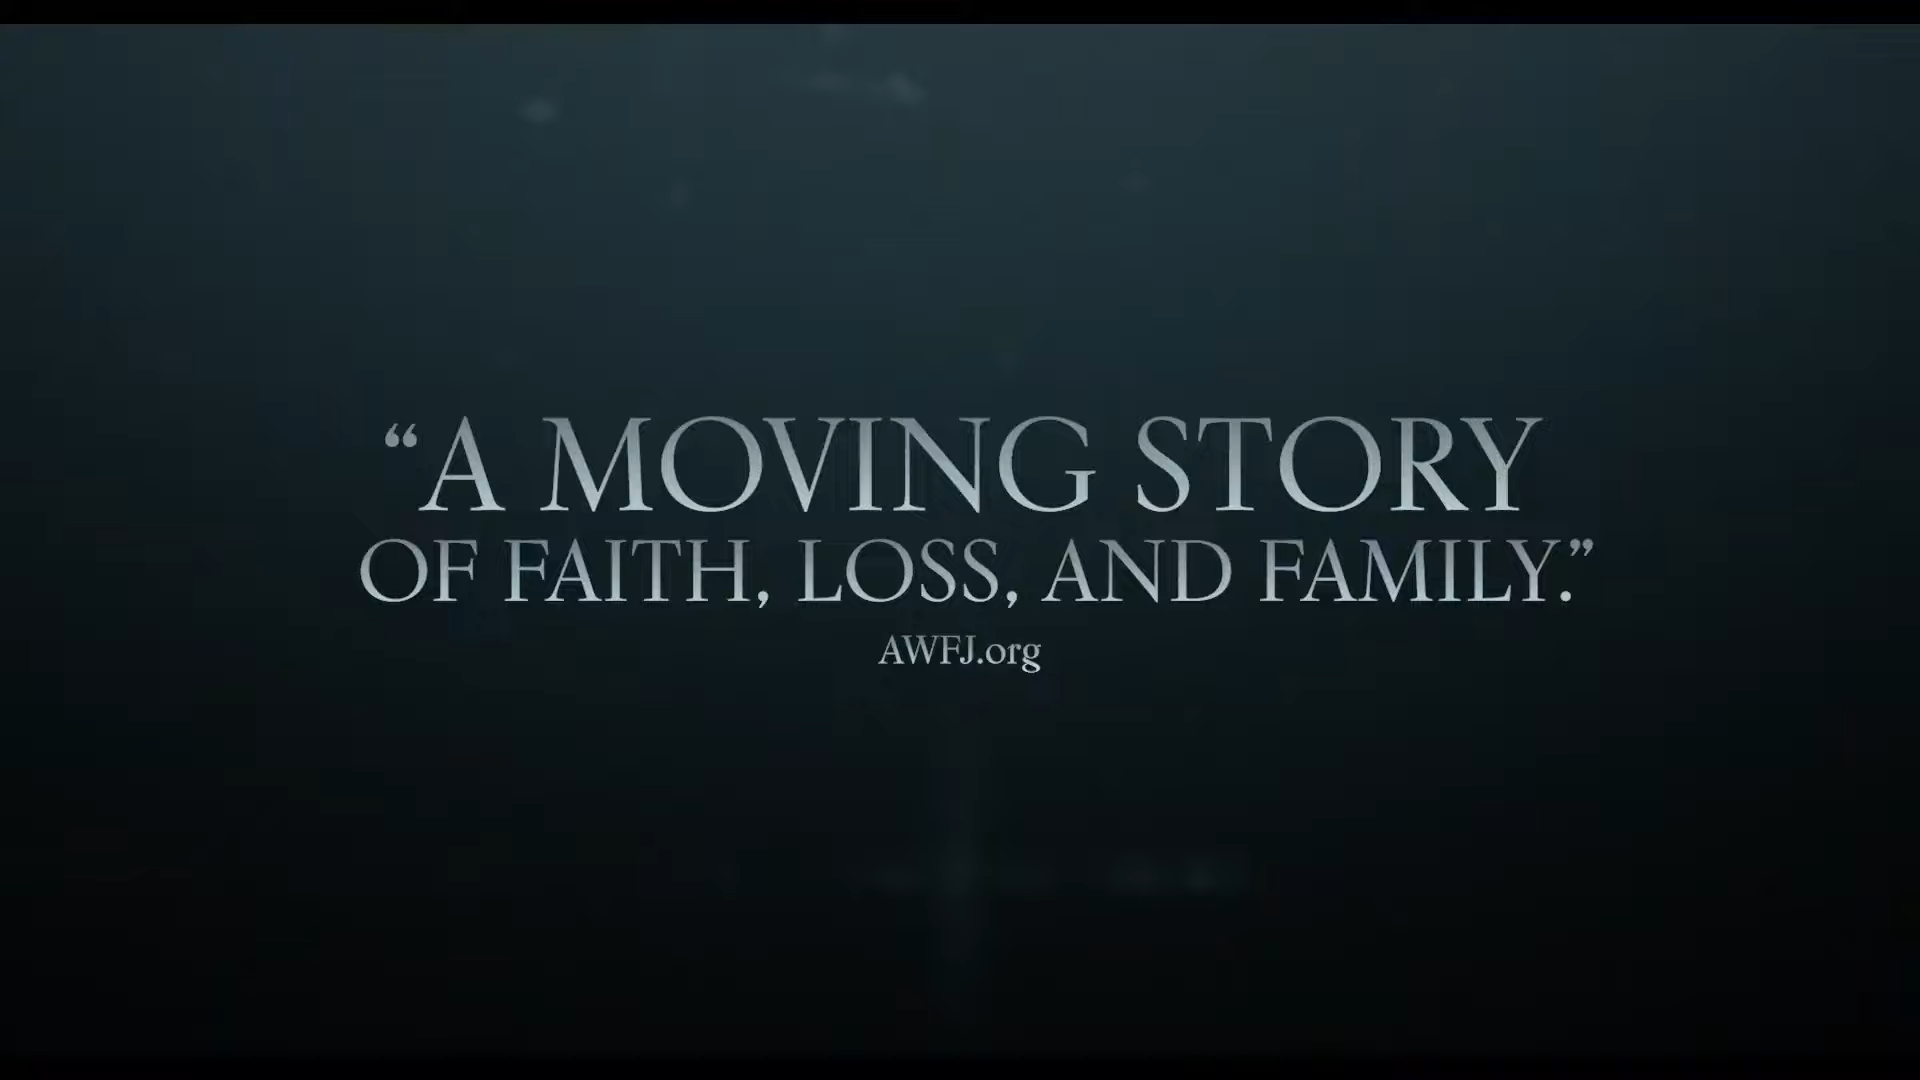 “A MOVING STORY
OF FAITH, LOSS, AND FAMILY.”
AWFJ.org